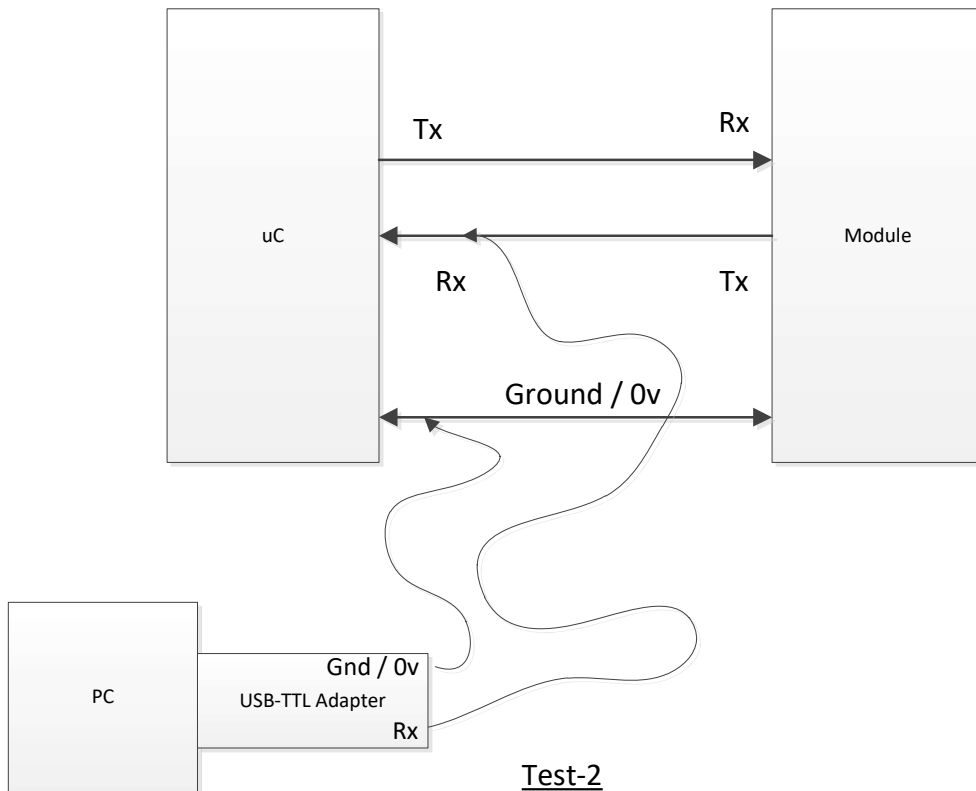 Tx
Rx
uC
Module
Rx
Tx
Ground / 0v
Gnd / 0v
PC
USB-TTL Adapter
Rx
Test-2